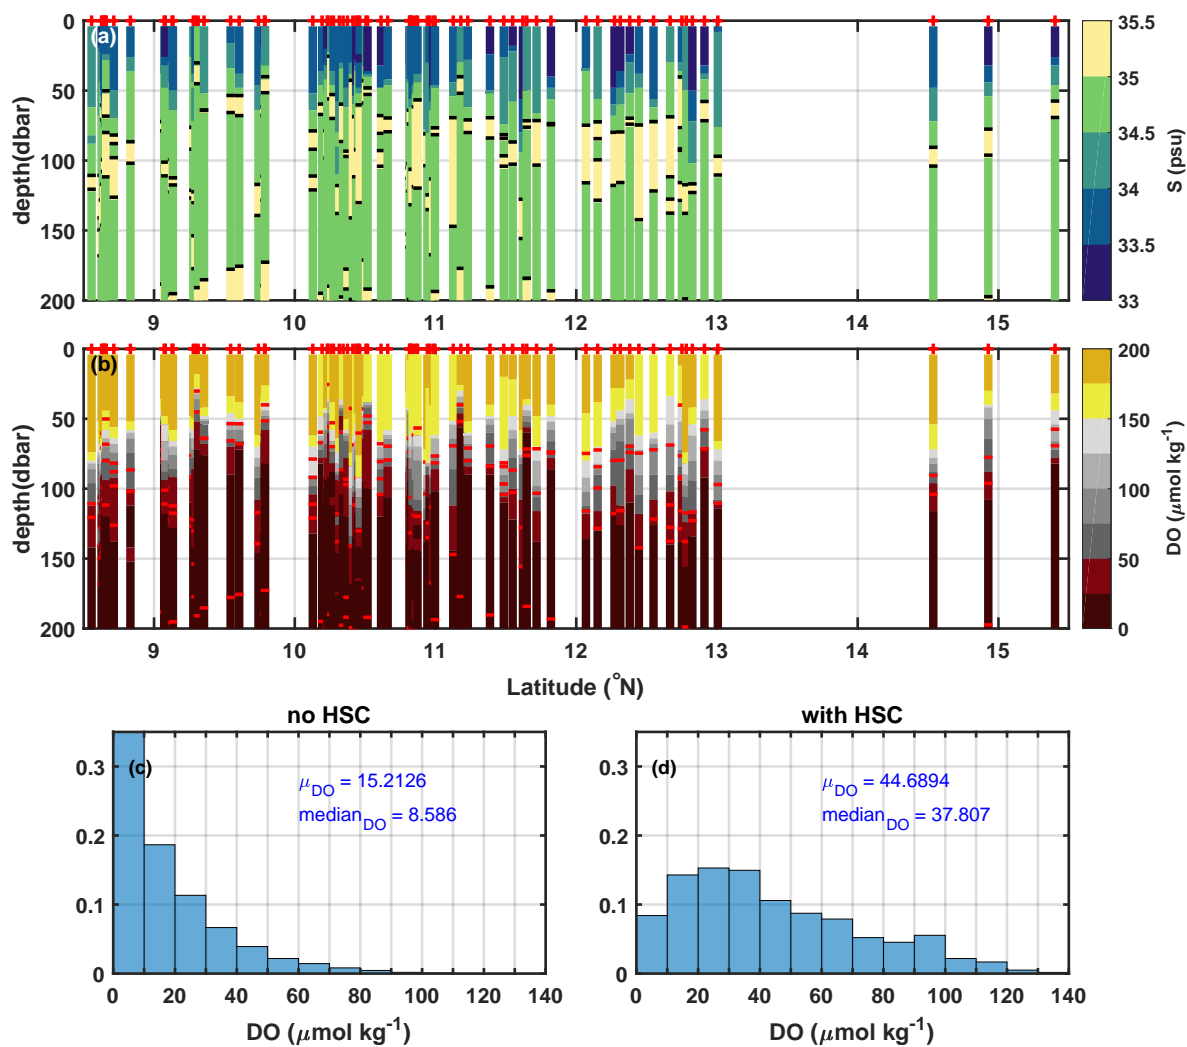 (a)
0
50
100
150
200
depth(dbar)
9
10
11
12
13
14
15
35.5
35
34.5
34
33.5
33
S (psu)
(b)
0
50
100
150
200
depth(dbar)
9
10
11
12
13
14
15
Latitude (°N)
200
150
100
50
0
DO (μmol kg⁻¹)
no HSC
(c)
0.3
0.2
0.1
0
μ_DO = 15.2126
median_DO = 8.586
0 20 40 60 80 100 120 140
DO (μmol kg⁻¹)
with HSC
(d)
0.3
0.2
0.1
0
μ_DO = 44.6894
median_DO = 37.807
0 20 40 60 80 100 120 140
DO (μmol kg⁻¹)